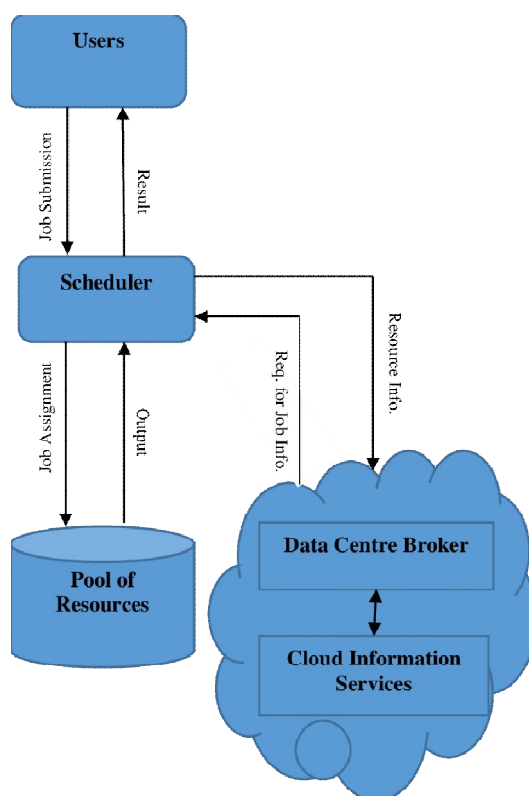 Users
Job Submission
Result
Scheduler
Job Assignment
Output
Req. for Job Info.
Resource Info.
Pool of
Resources
Data Centre Broker
Cloud Information
Services